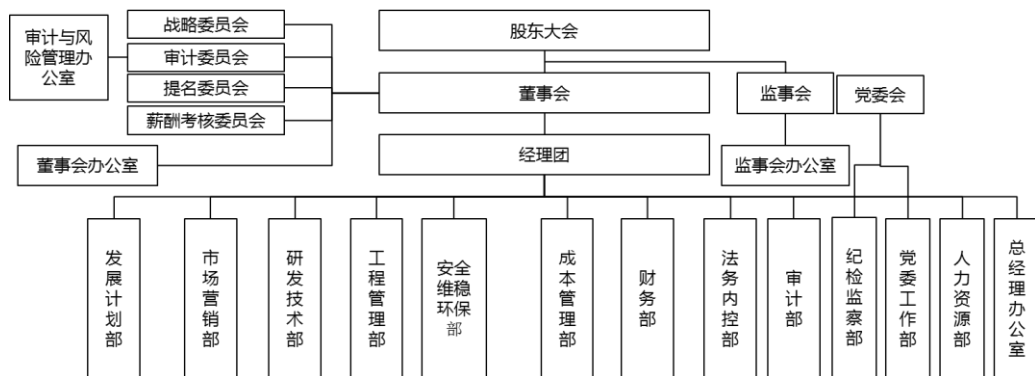 审计与风
险管理办
公室
战略委员会
审计委员会
提名委员会
薪酬考核委员会
董事会办公室
股东大会
董事会
经理团
监事会
党委会
监事会办公室
发展计划部
市场营销部
研发技术部
工程管理部
安全
维稳
环保
部
成本管理部
财务部
法务内控部
审计部
纪检监察部
党委工作部
人力资源部
总经理办公室